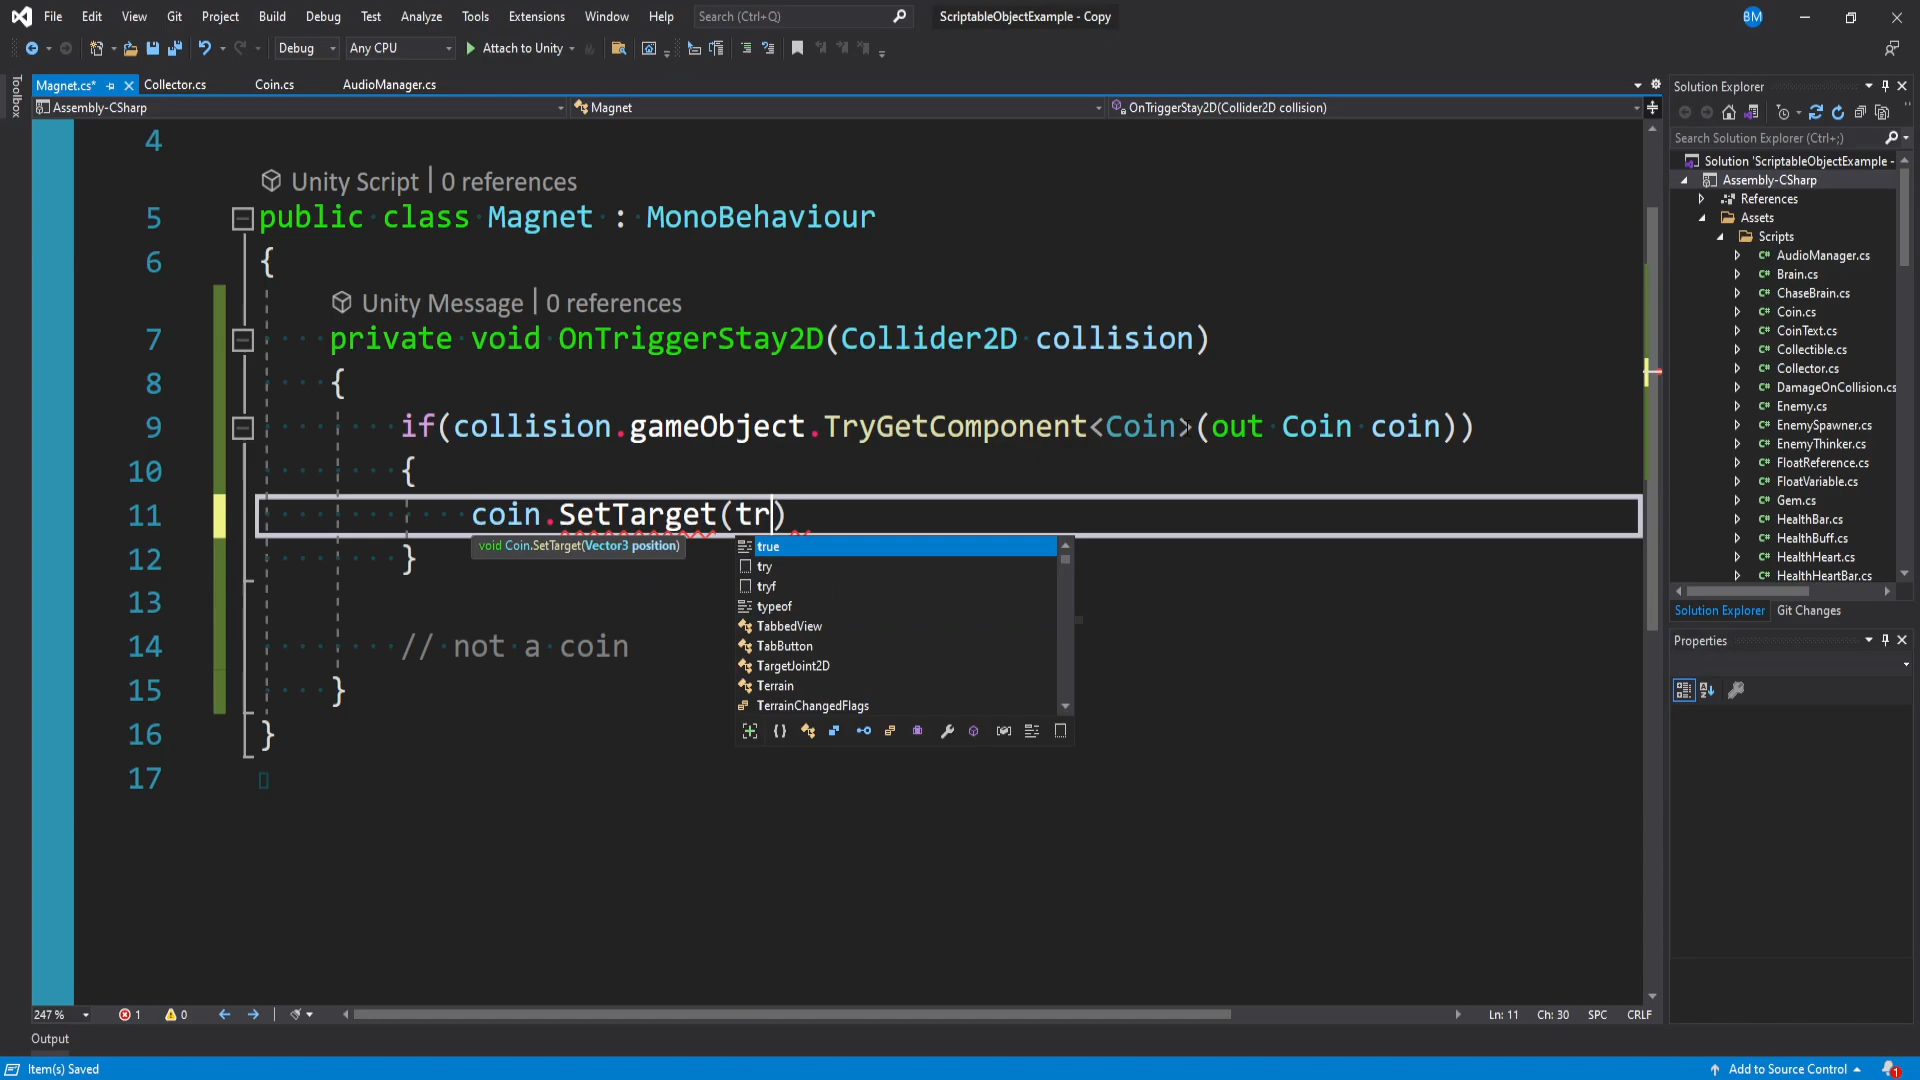 File Edit View Git Project Build Debug Test Analyze Tools Extensions Window Help Search (Ctrl+Q) ScriptableObjectExample - Copy BM
Debug Any CPU Attach to Unity
Toolbox
Magnet.cs* Collector.cs Coin.cs AudioManager.cs
Assembly-CSharp Magnet OnTriggerStay2D(Collider2D collision)
4
Unity Script | 0 references
5 public class Magnet : MonoBehaviour
6 {
Unity Message | 0 references
7 private void OnTriggerStay2D(Collider2D collision)
8 {
9 if(collision.gameObject.TryGetComponent<Coin>(out Coin coin))
10 {
11 coin.SetTarget(tr)
void Coin.SetTarget(Vector3 position)
true
try
tryf
typeof
TabbedView
TabButton
TargetJoint2D
Terrain
TerrainChangedFlags
12 }
13
14 // not a coin
15 }
16 }
17
247 % 1 0 Ln: 11 Ch: 30 SPC CRLF
Output
Item(s) Saved Add to Source Control 1
Solution Explorer
Search Solution Explorer (Ctrl+;)
Solution 'ScriptableObjectExample -
Assembly-CSharp
References
Assets
Scripts
AudioManager.cs
Brain.cs
ChaseBrain.cs
Coin.cs
CoinText.cs
Collectible.cs
Collector.cs
DamageOnCollision.cs
Enemy.cs
EnemySpawner.cs
EnemyThinker.cs
FloatReference.cs
FloatVariable.cs
Gem.cs
HealthBar.cs
HealthBuff.cs
HealthHeart.cs
HealthHeartBar.cs
Solution Explorer Git Changes
Properties